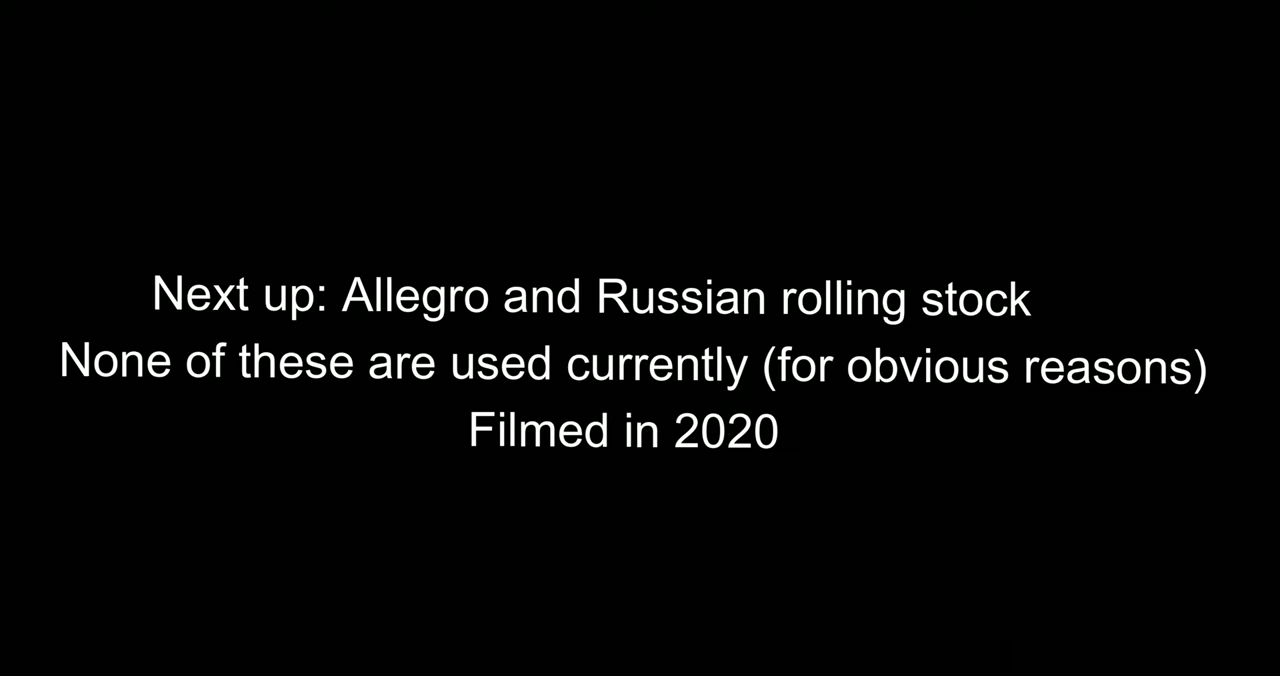 Next up: Allegro and Russian rolling stock
None of these are used currently (for obvious reasons)
Filmed in 2020